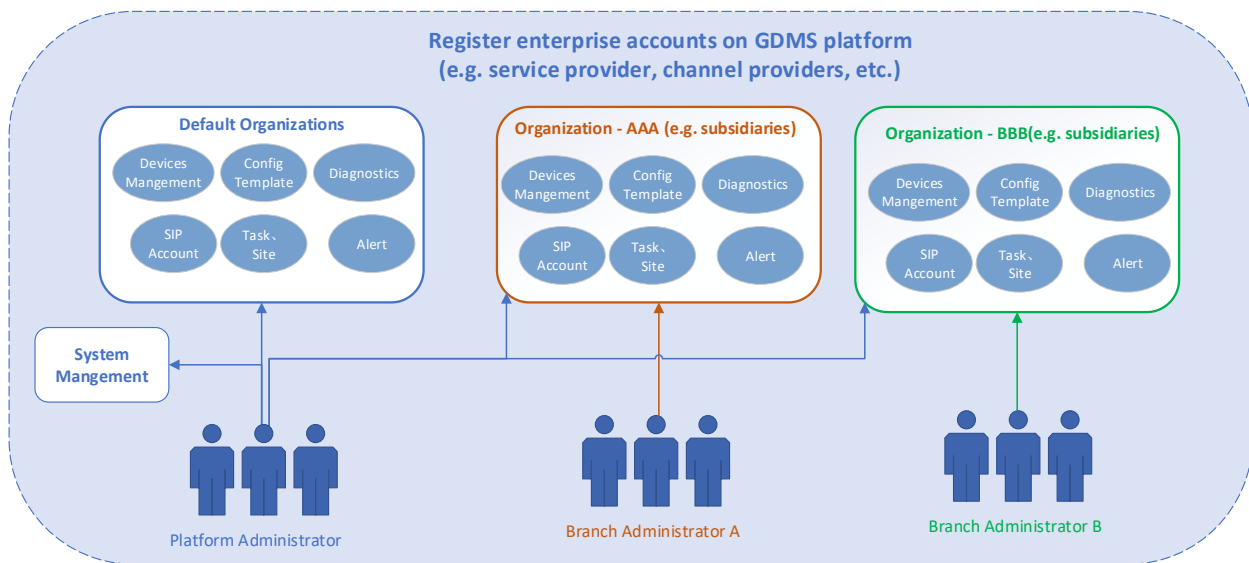 Register enterprise accounts on GDMS platform
(e.g. service provider, channel providers, etc.)
Default Organizations
Devices
Mangement
Config
Template
Diagnostics
SIP
Account
Task、
Site
Alert
Organization - AAA (e.g. subsidiaries)
Devices
Mangement
Config
Template
Diagnostics
SIP
Account
Task、
Site
Alert
Organization - BBB(e.g. subsidiaries)
Devices
Mangement
Config
Template
Diagnostics
SIP
Account
Task、
Site
Alert
System
Mangement
Platform Administrator
Branch Administrator A
Branch Administrator B